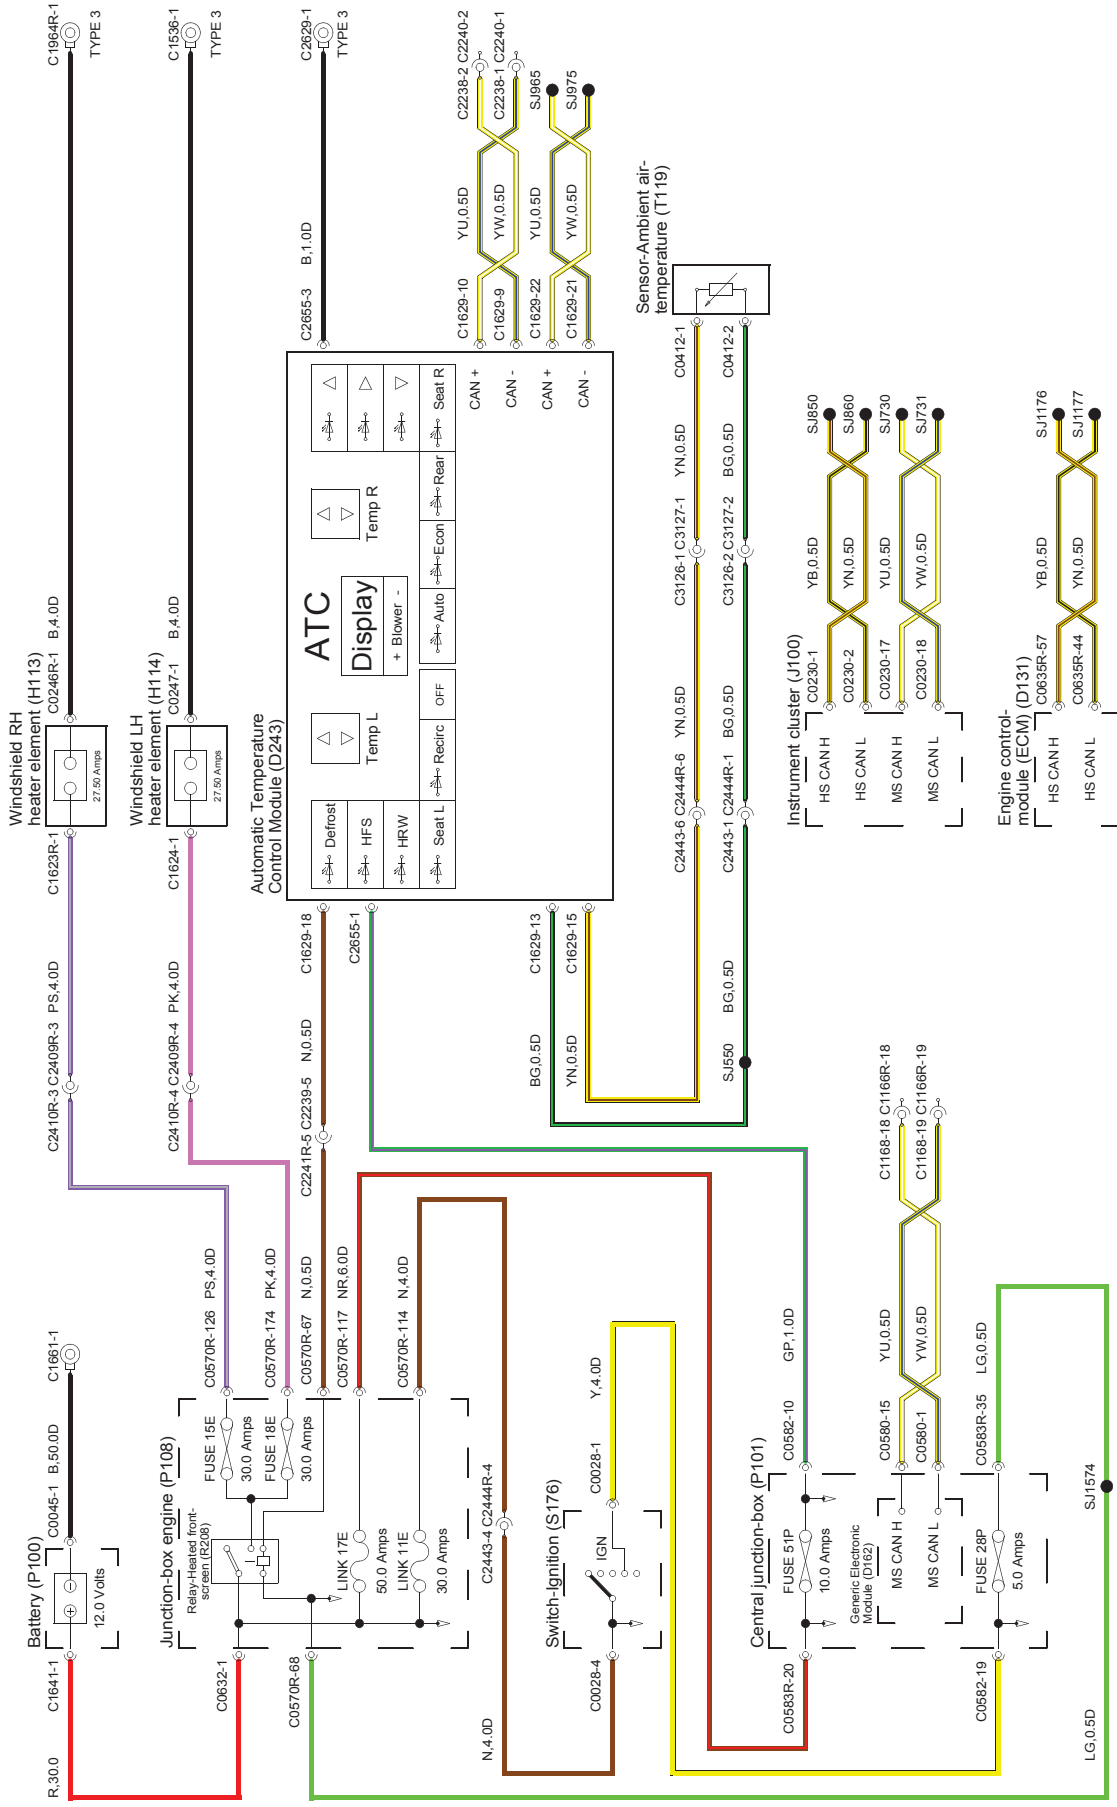 C1964R-1
TYPE 3
C1536-1
TYPE 3
C2629-1
TYPE 3
B,4.0D
B,4.0D
B,1.0D
Windshield RH
heater element (H113)
C0246R-1
27.50 Amps
C1623R-1
Windshield LH
heater element (H114)
C0247-1
27.50 Amps
C1624-1
PS,4.0D
C2410R-3 C2409R-3
PK,4.0D
C2410R-4 C2409R-4
PS,4.0D
PK,4.0D
Battery (P100)
C0045-1
B,50.0D
C1661-1
12.0 Volts
C1641-1
R,30.0
Junction-box engine (P108)
Relay-Heated front-
screen (R208)
FUSE 15E
30.0 Amps
FUSE 18E
30.0 Amps
LINK 17E
50.0 Amps
LINK 11E
30.0 Amps
C0570R-126
C0570R-174
C0570R-67
C0570R-117
C0570R-114
C0632-1
C0570R-68
N,0.5D
NR,6.0D
N,4.0D
C2241R-5 C2239-5
N,0.5D
C1629-18
C2655-1
C2443-4 C2444R-4
N,4.0D
Automatic Temperature
Control Module (D243)
ATC
Display
+ Blower -
Temp L
Temp R
Defrost
HFS
HRW
Seat L
Recirc
OFF
Auto
Econ
Rear
Seat R
C2655-3
CAN +
CAN -
CAN +
CAN -
C1629-10
C1629-9
C1629-22
C1629-21
YU,0.5D
YW,0.5D
YU,0.5D
YW,0.5D
C2238-2 C2240-2
C2238-1 C2240-1
SJ965
SJ975
C1629-13
C1629-15
BG,0.5D
YN,0.5D
Sensor-Ambient air-
temperature (T119)
C0412-1
C0412-2
YN,0.5D
BG,0.5D
C3126-1 C3127-1
C3126-2 C3127-2
YN,0.5D
BG,0.5D
C2443-6 C2444R-6
C2443-1 C2444R-1
BG,0.5D
SJ550
Switch-Ignition (S176)
IGN
C0028-1
C0028-4
Y,4.0D
Central junction-box (P101)
FUSE 51P
10.0 Amps
Generic Electronic
Module (D162)
MS CAN H
MS CAN L
FUSE 28P
5.0 Amps
C0582-10
C0580-15
C0580-1
C0583R-35
C0583R-20
C0582-19
GP,1.0D
YU,0.5D
YW,0.5D
LG,0.5D
C1168-18 C1166R-18
C1168-19 C1166R-19
SJ1574
LG,0.5D
Instrument cluster (J100)
HS CAN H
HS CAN L
MS CAN H
MS CAN L
C0230-1
C0230-2
C0230-17
C0230-18
YB,0.5D
YN,0.5D
YU,0.5D
YW,0.5D
SJ850
SJ860
SJ730
SJ731
Engine control-
module (ECM) (D131)
HS CAN H
HS CAN L
C0635R-57
C0635R-44
YB,0.5D
YN,0.5D
SJ1176
SJ1177